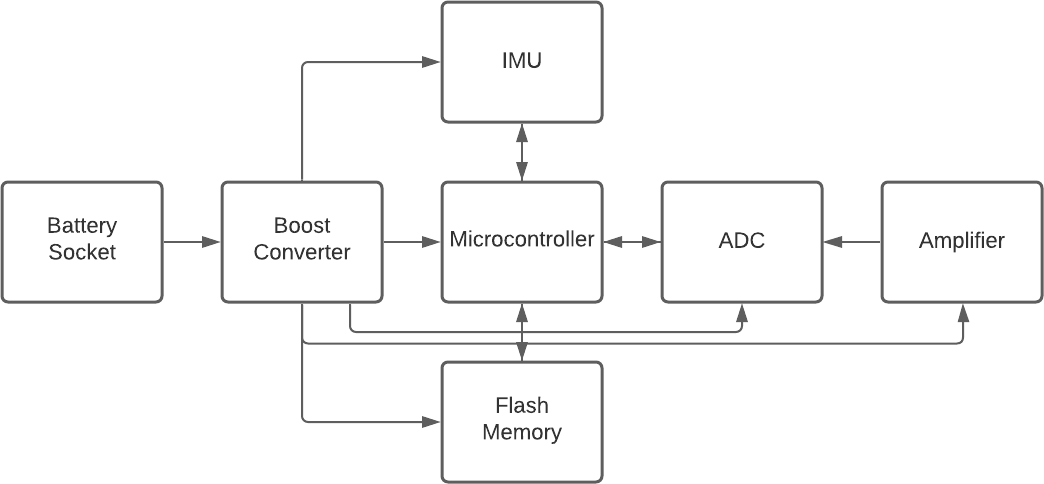 IMU
Battery
Socket
Boost
Converter
Microcontroller
ADC
Amplifier
Flash
Memory